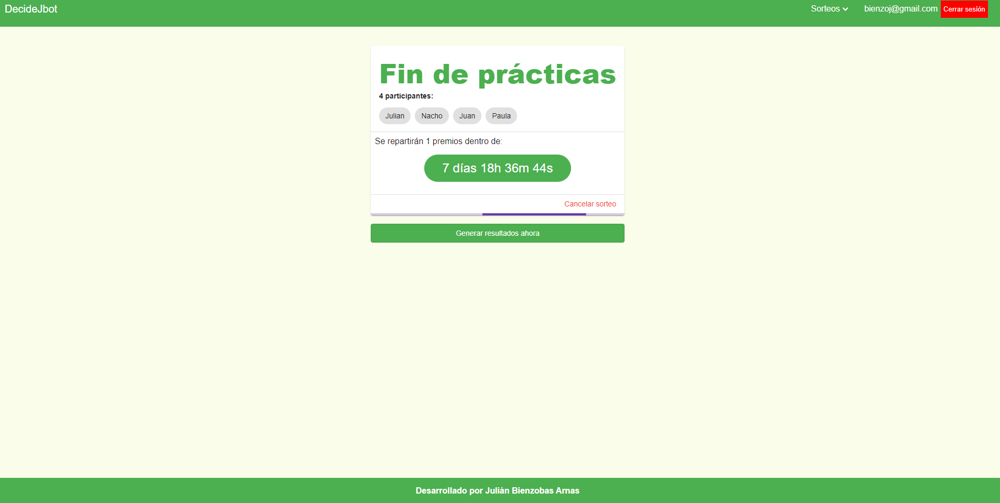 DecideJbot
Sorteos
bienzoj@gmail.com
Cerrar sesión
Fin de prácticas
4 participantes:
Julian Nacho Juan Paula
Se repartirán 1 premios dentro de:
7 días 18h 36m 44s
Cancelar sorteo
Generar resultados ahora
Desarrollado por Julián Bienzobas Arnas